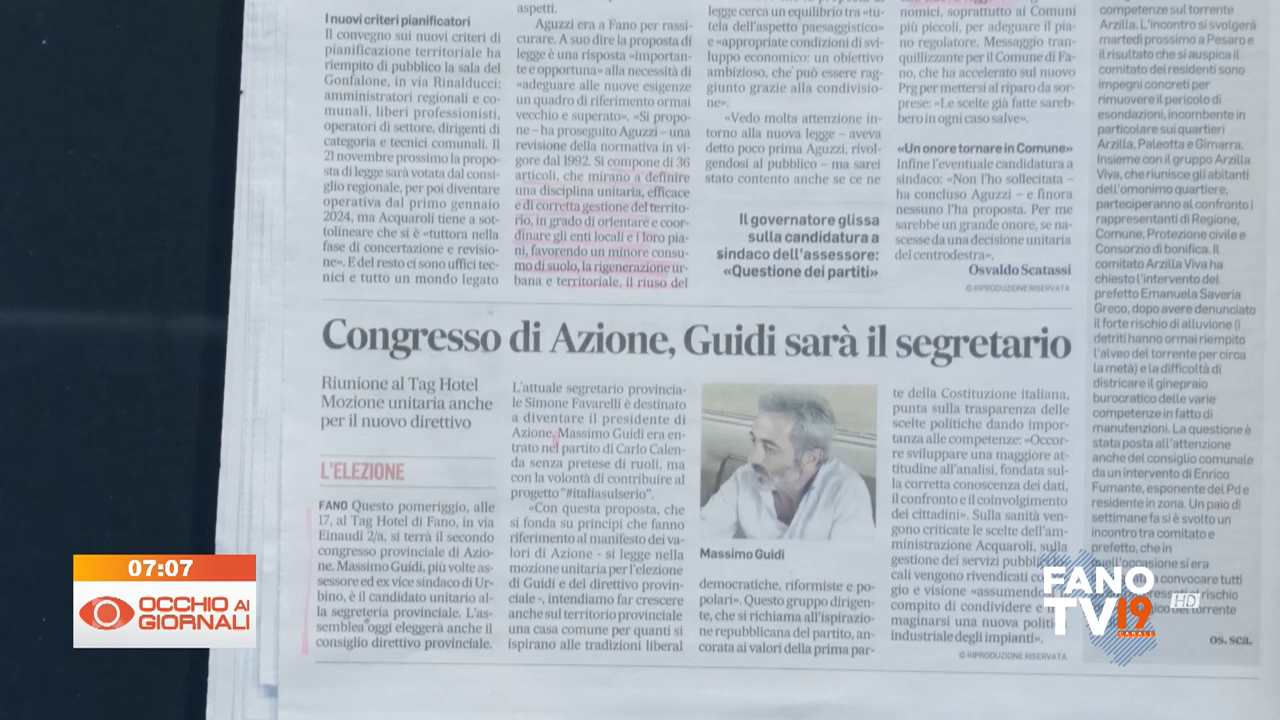 aspetti.
I nuovi criteri pianificatori
Il convegno sui nuovi criteri di
pianificazione territoriale ha
riempito di pubblico la sala del
Gonfalone, in via Rinalducci:
amministratori regionali e co-
munali, liberi professionisti,
operatori di settore, dirigenti di
categoria e tecnici comunali. Il
21 novembre prossimo la propo-
sta di legge sarà votata dal consi-
glio regionale, per poi diventare
operativa dal primo gennaio
2024, ma Acquaroli tiene a sot-
tolineare che si è «tuttora nella
fase di concertazione e revisio-
ne». E del resto ci sono uffici tec-
nici e tutto un mondo legato
Aguzzi era a Fano per rassi-
curare. A suo dire la proposta di
legge è una risposta «importan-
te e opportuna» alla necessità di
«adeguare alle nuove esigenze
un quadro di riferimento ormai
vecchio e superato». «Si propo-
ne – ha proseguito Aguzzi – una
revisione della normativa in vi-
gore dal 1992. Si compone di 36
articoli, che mirano a definire
una disciplina unitaria, efficace
e di corretta gestione del territo-
rio, in grado di orientare e coor-
dinare gli enti locali e i loro pia-
ni, favorendo un minore consu-
mo di suolo, la rigenerazione ur-
bana e territoriale, il riuso del
legge cerca un equilibrio tra «tu-
tela dell'aspetto paesaggistico»
e «appropriate condizioni di svi-
luppo economico: un obiettivo
ambizioso, che può essere rag-
giunto grazie alla condivisio-
ne».
«Vedo molta attenzione in-
torno alla nuova legge – aveva
detto poco prima Aguzzi, rivol-
gendosi al pubblico – ma sarei
stato contento anche se ce ne
Il governatore glissa
sulla candidatura a
sindaco dell'assessore:
«Questione dei partiti»
nomici, soprattutto ai Comuni
più piccoli, per adeguare il pia-
no regolatore. Messaggio tran-
quillizzante per il Comune di Fa-
no, che ha accelerato sul nuovo
Prg per mettersi al riparo da sor-
prese: «Le scelte già fatte sareb-
bero in ogni caso salve».
«Un onore tornare in Comune»
Infine l'eventuale candidatura a
sindaco: «Non l'ho sollecitata –
ha concluso Aguzzi – e finora
nessuno l'ha proposta. Per me
sarebbe un grande onore, se na-
scesse da una decisione unitaria
del centrodestra».
Osvaldo Scatassi
© RIPRODUZIONE RISERVATA
competenze sul torrente
Arzilla. L'incontro si svolgerà
martedì prossimo a Pesaro e
il risultato che si auspica il
comitato dei residenti sono
impegni concreti per
rimuovere il pericolo di
esondazioni, incombente in
particolare sui quartieri
Arzilla, Paleotta e Gimarra.
Insieme con il gruppo Arzilla
Viva, che riunisce gli abitanti
dell'omonimo quartiere,
parteciperanno al confronto i
rappresentanti di Regione,
Comune, Protezione civile e
Consorzio di bonifica. Il
comitato Arzilla Viva ha
chiesto l'intervento del
prefetto Emanuela Saveria
Greco, dopo avere denunciato
il forte rischio di alluvione (i
detriti hanno ormai riempito
l'alveo del torrente per circa
la metà) e la difficoltà di
districare il ginepraio
burocratico delle varie
competenze in fatto di
manutenzioni. La questione è
stata posta all'attenzione
anche del consiglio comunale
da un intervento di Enrico
Fumante, esponente del Pd e
residente in zona. Un paio di
settimane fa si è svolto un
incontro tra comitato e
prefetto, che in
quell'occasione si era
convocare tutti
rischio
torrente
os. sca.
Congresso di Azione, Guidi sarà il segretario
Riunione al Tag Hotel
Mozione unitaria anche
per il nuovo direttivo
L'ELEZIONE
FANO Questo pomeriggio, alle
17, al Tag Hotel di Fano, in via
Einaudi 2/a, si terrà il secondo
congresso provinciale di Azio-
ne. Massimo Guidi, più volte as-
sessore ed ex vice sindaco di Ur-
bino, è il candidato unitario al-
la segreteria provinciale. L'as-
semblea oggi eleggerà anche il
consiglio direttivo provinciale.
L'attuale segretario provincia-
le Simone Favarelli è destinato
a diventare il presidente di
Azione. Massimo Guidi era en-
trato nel partito di Carlo Calen-
da senza pretese di ruoli, ma
con la volontà di contribuire al
progetto "#italiasulserio".
«Con questa proposta, che
si fonda su principi che fanno
riferimento al manifesto dei va-
lori di Azione - si legge nella
mozione unitaria per l'elezione
di Guidi e del direttivo provin-
ciale -, intendiamo far crescere
anche sul territorio provinciale
una casa comune per quanti si
ispirano alle tradizioni liberal
Massimo Guidi
democratiche, riformiste e po-
polari». Questo gruppo dirigen-
te, che si richiama all'ispirazio-
ne repubblicana del partito, an-
corata ai valori della prima par-
te della Costituzione italiana,
punta sulla trasparenza delle
scelte politiche dando impor-
tanza alle competenze: «Occor-
re sviluppare una maggiore at-
titudine all'analisi, fondata sul-
la corretta conoscenza dei dati,
il confronto e il coinvolgimento
dei cittadini». Sulla sanità ven-
gono criticate le scelte dell'am-
ministrazione Acquaroli, sulla
gestione dei servizi pubblici
cali vengono rivendicati co
gio e visione «assumendo
compito di condividere e
maginarsi una nuova politi
industriale degli impianti».
© RIPRODUZIONE RISERVATA
07:07
OCCHIO AI
GIORNALI
FANO
TV19 HD
CANALE